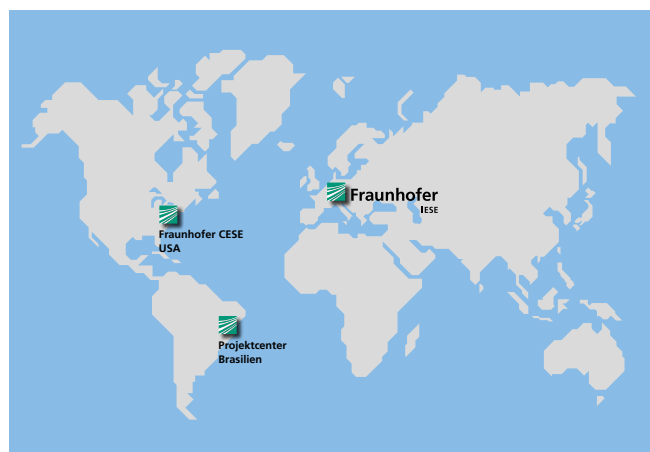 Fraunhofer
IESE
Fraunhofer CESE
USA
Projektcenter
Brasilien